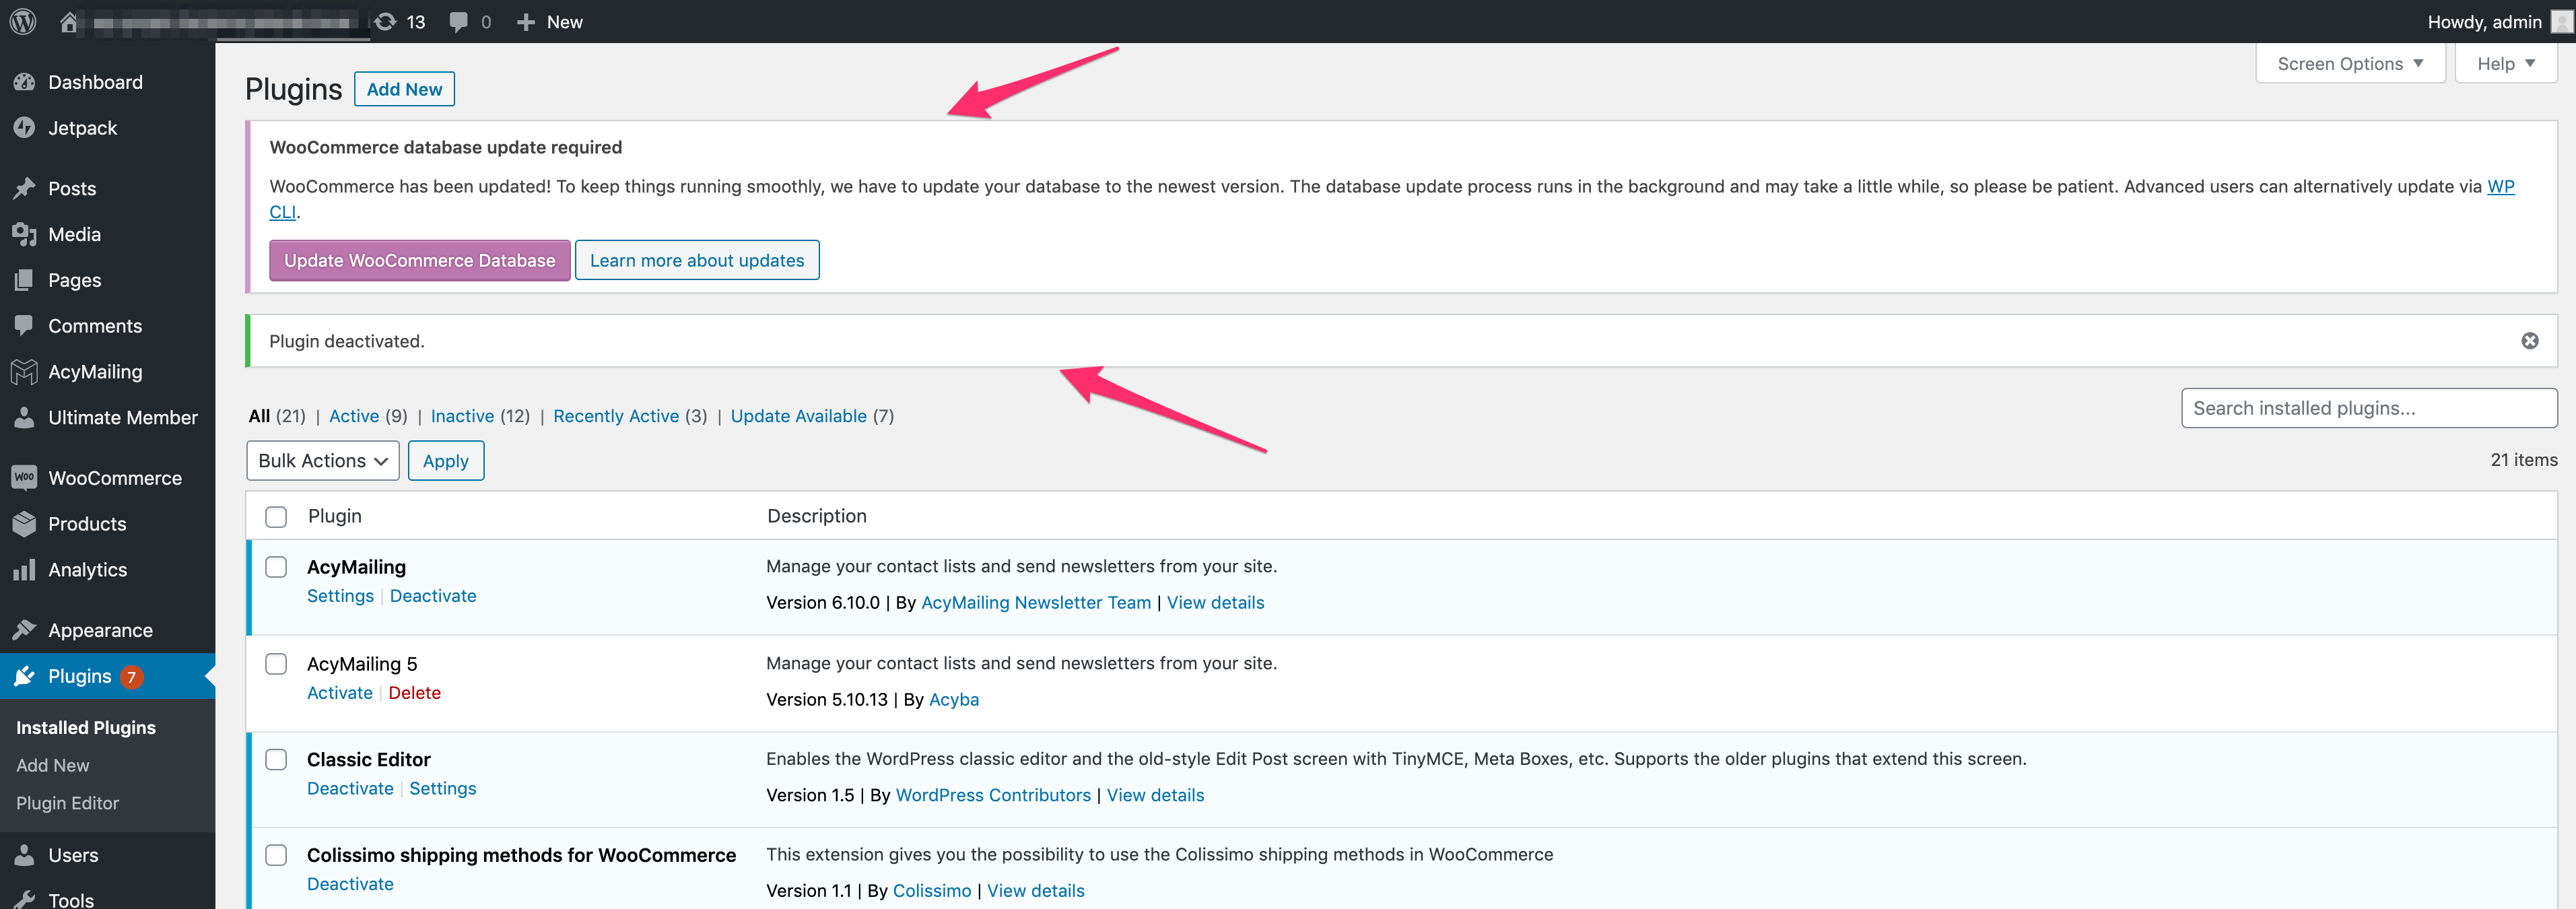 13 0 New Howdy, admin
Dashboard
Jetpack
Posts
Media
Pages
Comments
AcyMailing
Ultimate Member
WOO WooCommerce
Products
Analytics
Appearance
Plugins 7
Installed Plugins
Add New
Plugin Editor
Users
Tools
Screen Options Help
Plugins Add New
WooCommerce database update required
WooCommerce has been updated! To keep things running smoothly, we have to update your database to the newest version. The database update process runs in the background and may take a little while, so please be patient. Advanced users can alternatively update via WP
CLI.
Update WooCommerce Database Learn more about updates
Plugin deactivated.
All (21) | Active (9) | Inactive (12) | Recently Active (3) | Update Available (7)
Search installed plugins...
Bulk Actions Apply
21 items
Plugin Description
AcyMailing
Settings | Deactivate
Manage your contact lists and send newsletters from your site.
Version 6.10.0 | By AcyMailing Newsletter Team | View details
AcyMailing 5
Activate | Delete
Manage your contact lists and send newsletters from your site.
Version 5.10.13 | By Acyba
Classic Editor
Deactivate | Settings
Enables the WordPress classic editor and the old-style Edit Post screen with TinyMCE, Meta Boxes, etc. Supports the older plugins that extend this screen.
Version 1.5 | By WordPress Contributors | View details
Colissimo shipping methods for WooCommerce
Deactivate
This extension gives you the possibility to use the Colissimo shipping methods in WooCommerce
Version 1.1 | By Colissimo | View details